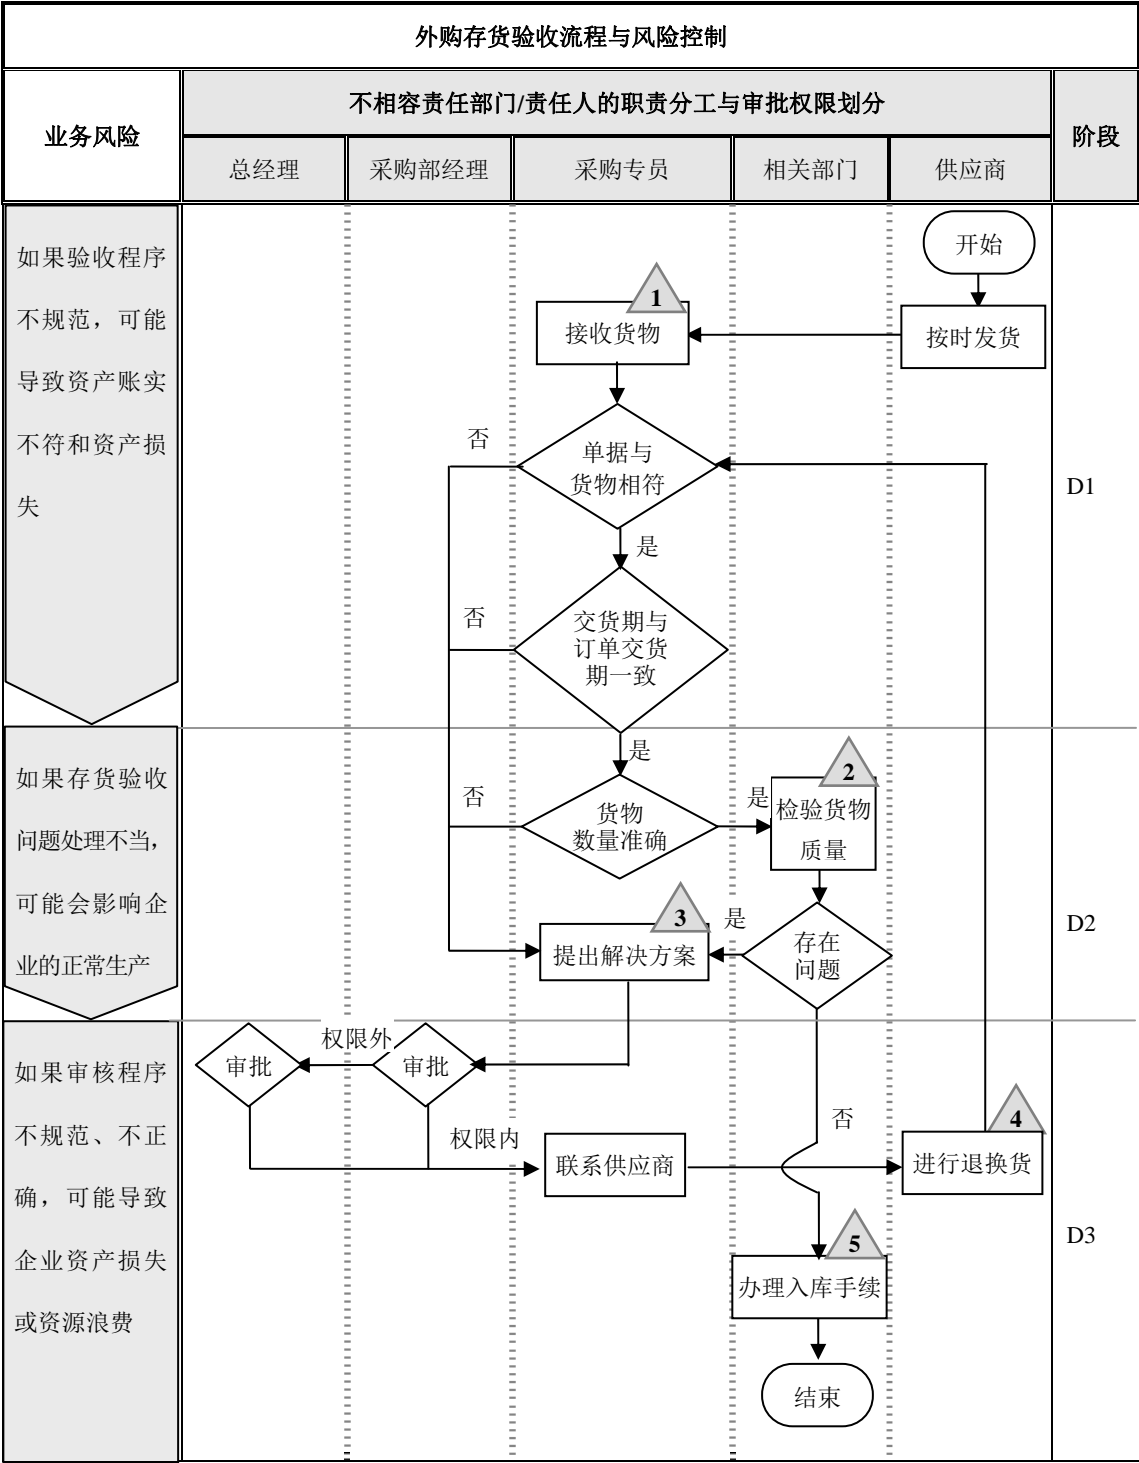 外购存货验收流程与风险控制
业务风险
不相容责任部门/责任人的职责分工与审批权限划分
阶段
总经理
采购部经理
采购专员
相关部门
供应商
如果验收程序
不规范，可能
导致资产账实
不符和资产损
失
开始
按时发货
1
接收货物
否
单据与
货物相符
是
D1
否
交货期与
订单交货
期一致
是
如果存货验收
问题处理不当，
可能会影响企
业的正常生产
否
货物
数量准确
是
2
检验货物
质量
3
提出解决方案
是
存在
问题
D2
如果审核程序
不规范、不正
确，可能导致
企业资产损失
或资源浪费
审批
权限外
审批
权限内
联系供应商
否
4
进行退换货
5
办理入库手续
结束
D3